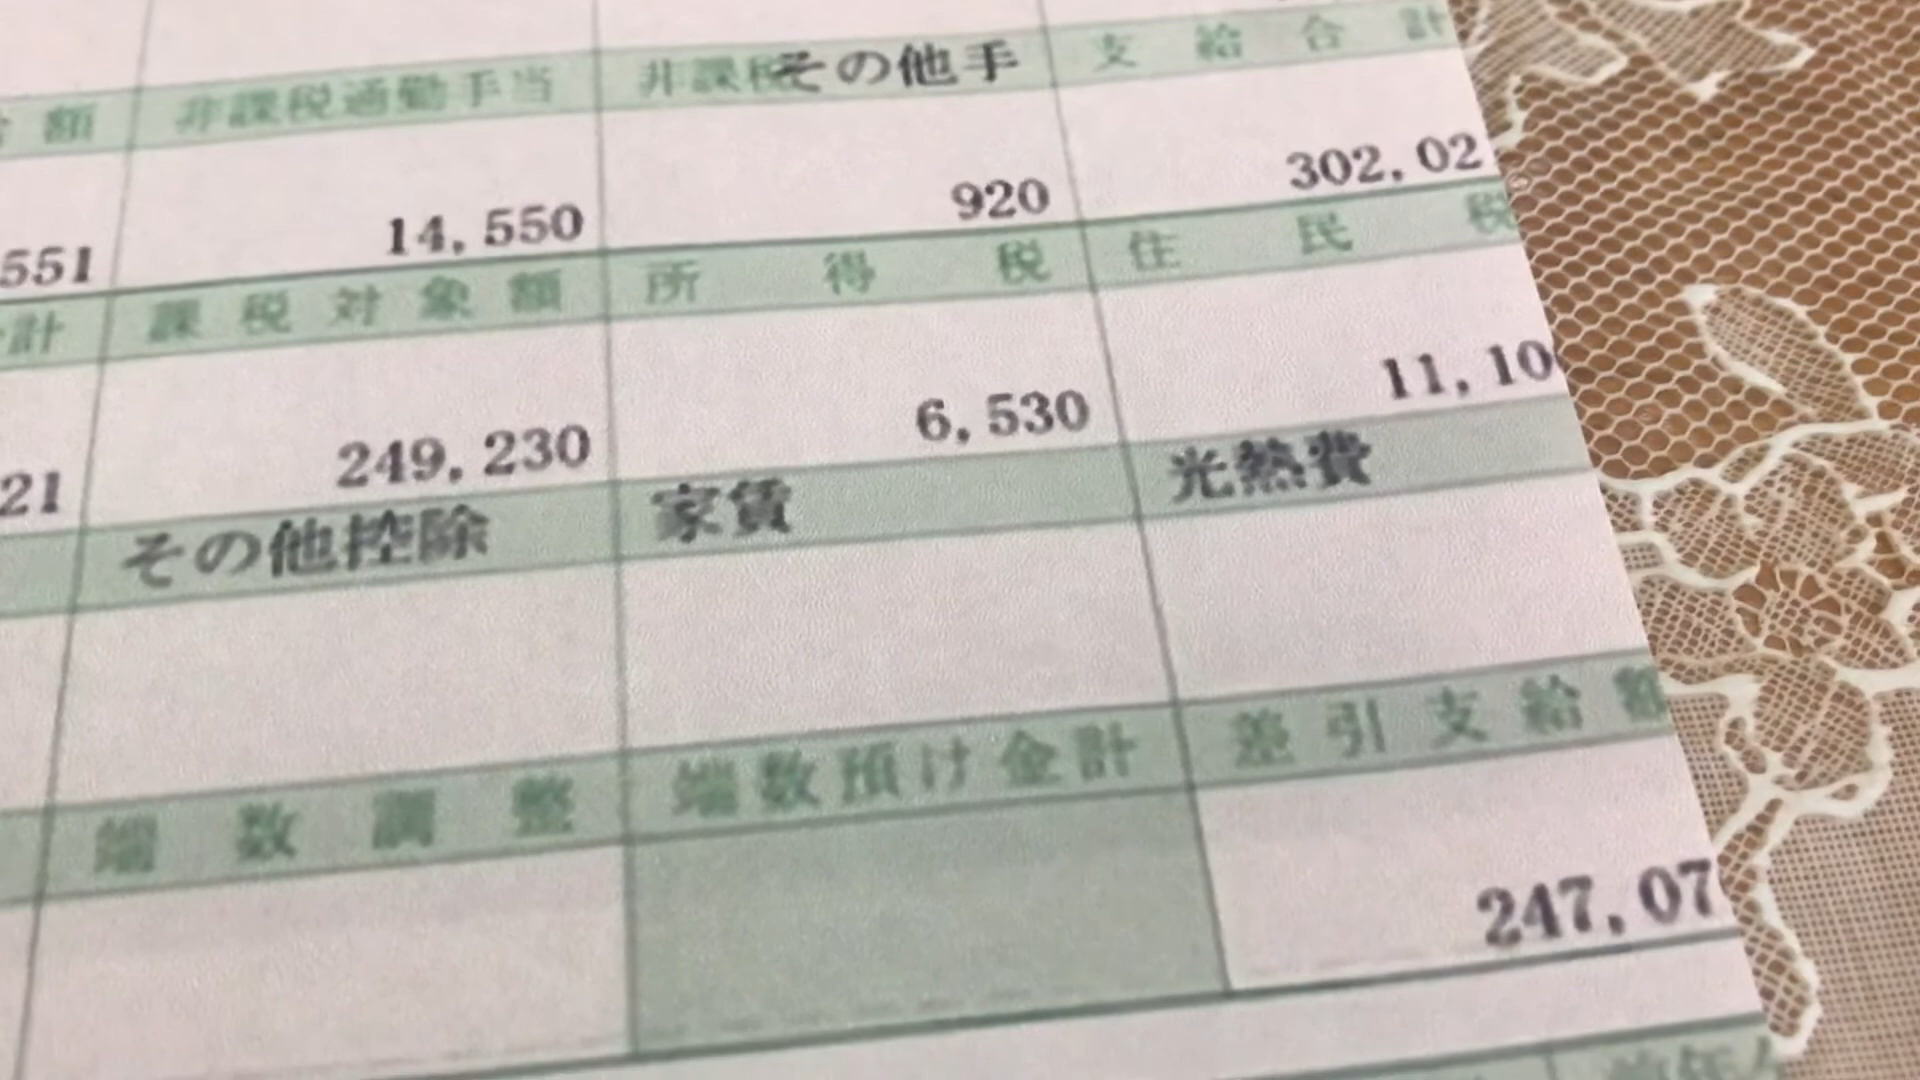 額 非課税通勤手当 非課税その他手 支給合計
551 14,550 920 302,02
計 課税対象額 所得税 住民税
21 249,230 6,530 11,10
その他控除 家賃 光熱費
端数調整 端数預け金計 差引支給額
247,07